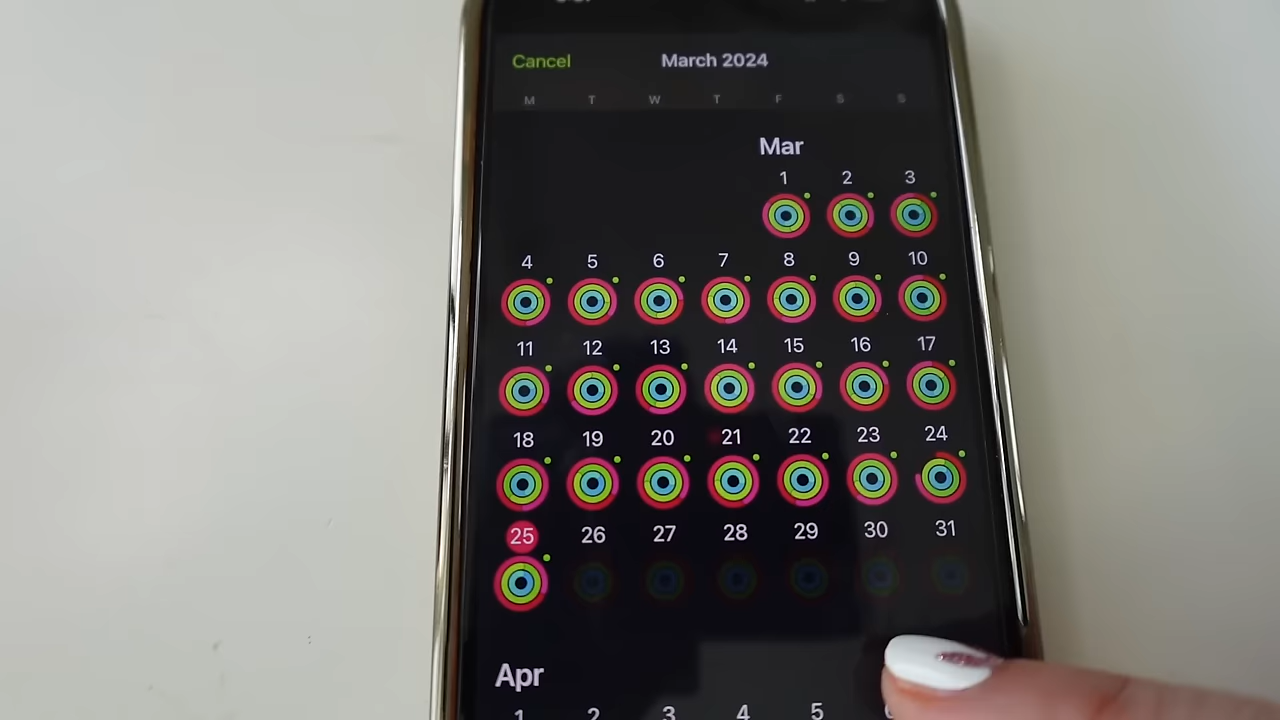 Cancel March 2024
M T W T F S S
Mar
1 2 3
4 5 6 7 8 9 10
11 12 13 14 15 16 17
18 19 20 21 22 23 24
25 26 27 28 29 30 31
Apr
1 2 3 4 5